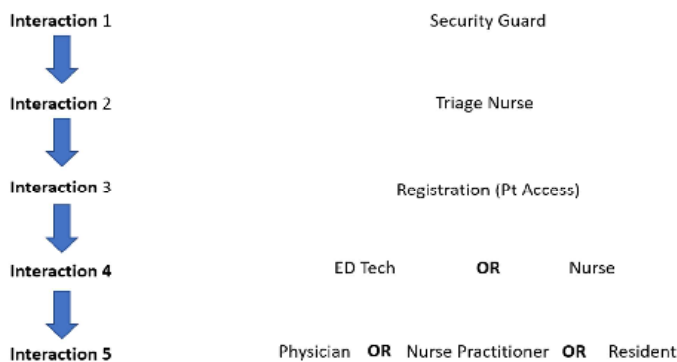 Interaction 1 Security Guard
Interaction 2 Triage Nurse
Interaction 3 Registration (Pt Access)
Interaction 4 ED Tech OR Nurse
Interaction 5 Physician OR Nurse Practitioner OR Resident